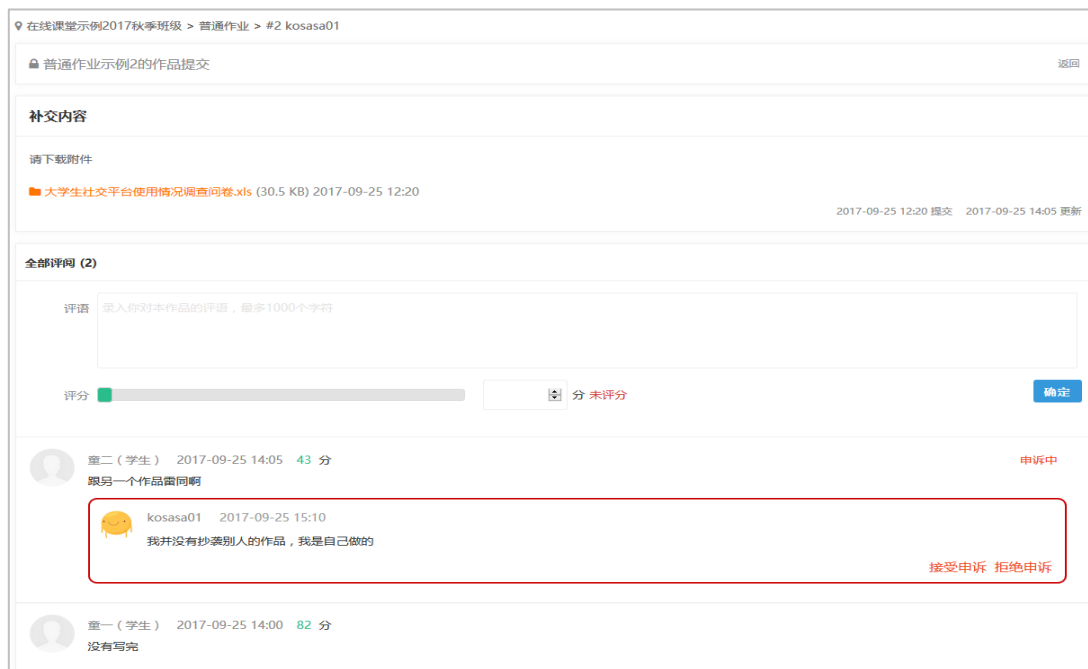 在线课堂示例2017秋季班级 > 普通作业 > #2 kosasa01
普通作业示例2的作品提交 返回
补交内容
请下载附件
大学生社交平台使用情况调查问卷.xls (30.5 KB) 2017-09-25 12:20
2017-09-25 12:20 提交 2017-09-25 14:05 更新
全部评阅 (2)
评语 录入你对本作品的评语，最多1000个字符
评分 分 未评分 确定
童二（学生） 2017-09-25 14:05 43 分 申诉中
跟另一个作品雷同啊
kosasa01 2017-09-25 15:10
我并没有抄袭别人的作品，我是自己做的
接受申诉 拒绝申诉
童一（学生） 2017-09-25 14:00 82 分
没有写完